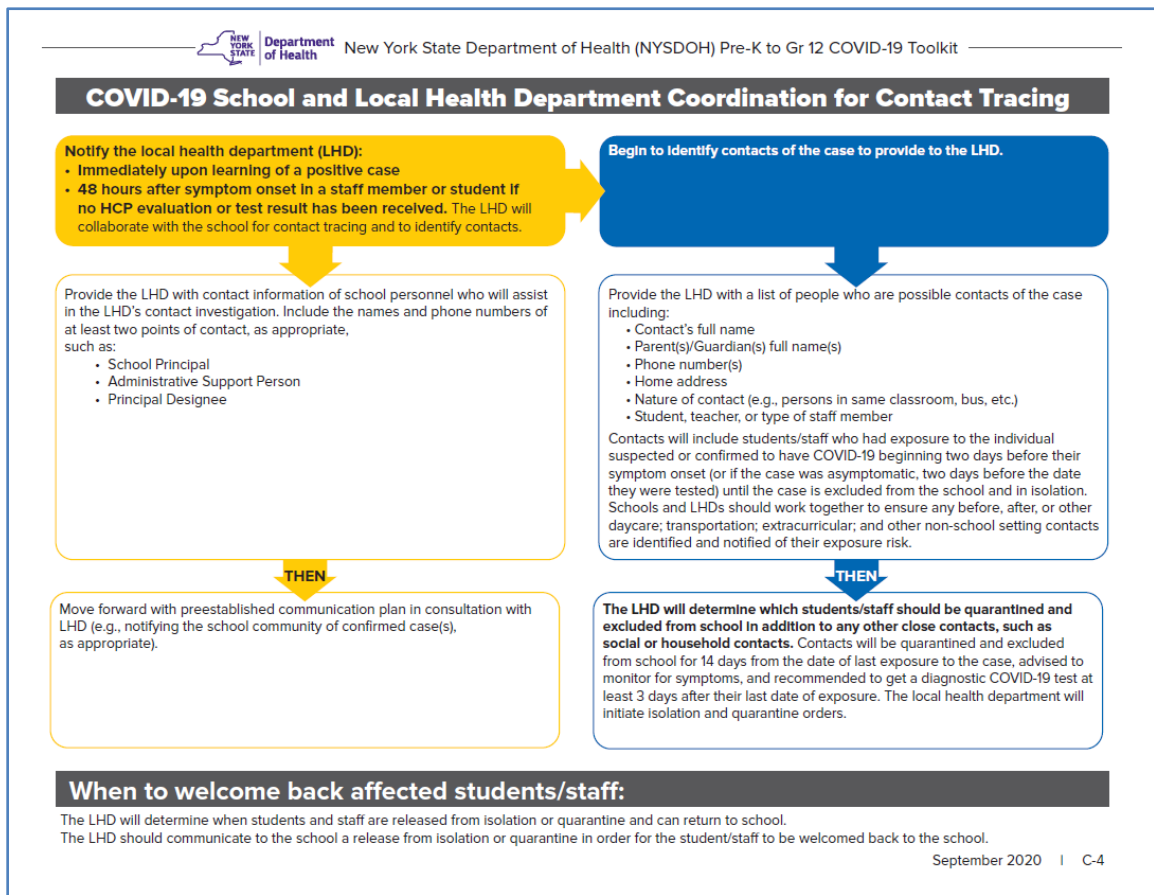 NEW
YORK
STATE
Department
of Health
New York State Department of Health (NYSDOH) Pre-K to Gr 12 COVID-19 Toolkit
COVID-19 School and Local Health Department Coordination for Contact Tracing
Notify the local health department (LHD):
• Immediately upon learning of a positive case
• 48 hours after symptom onset in a staff member or student if
no HCP evaluation or test result has been received. The LHD will
collaborate with the school for contact tracing and to identify contacts.
Begin to identify contacts of the case to provide to the LHD.
Provide the LHD with contact information of school personnel who will assist
in the LHD's contact investigation. Include the names and phone numbers of
at least two points of contact, as appropriate,
such as:
• School Principal
• Administrative Support Person
• Principal Designee
Provide the LHD with a list of people who are possible contacts of the case
including:
• Contact's full name
• Parent(s)/Guardian(s) full name(s)
• Phone number(s)
• Home address
• Nature of contact (e.g., persons in same classroom, bus, etc.)
• Student, teacher, or type of staff member
Contacts will include students/staff who had exposure to the individual
suspected or confirmed to have COVID-19 beginning two days before their
symptom onset (or if the case was asymptomatic, two days before the date
they were tested) until the case is excluded from the school and in isolation.
Schools and LHDs should work together to ensure any before, after, or other
daycare; transportation; extracurricular; and other non-school setting contacts
are identified and notified of their exposure risk.
THEN
THEN
Move forward with preestablished communication plan in consultation with
LHD (e.g., notifying the school community of confirmed case(s),
as appropriate).
The LHD will determine which students/staff should be quarantined and
excluded from school in addition to any other close contacts, such as
social or household contacts. Contacts will be quarantined and excluded
from school for 14 days from the date of last exposure to the case, advised to
monitor for symptoms, and recommended to get a diagnostic COVID-19 test at
least 3 days after their last date of exposure. The local health department will
initiate isolation and quarantine orders.
When to welcome back affected students/staff:
The LHD will determine when students and staff are released from isolation or quarantine and can return to school.
The LHD should communicate to the school a release from isolation or quarantine in order for the student/staff to be welcomed back to the school.
September 2020 | C-4